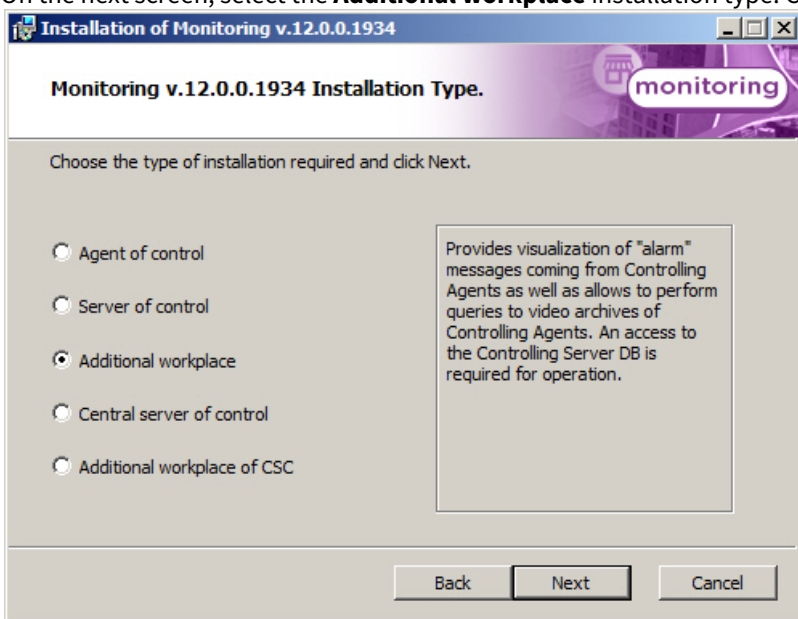 On the next screen, select the Additional workplace installation type.
Installation of Monitoring v.12.0.0.1934
Monitoring v.12.0.0.1934 Installation Type.
monitoring
Choose the type of installation required and click Next.
Agent of control
Server of control
Additional workplace
Central server of control
Additional workplace of CSC
Provides visualization of "alarm"
messages coming from Controlling
Agents as well as allows to perform
queries to video archives of
Controlling Agents. An access to
the Controlling Server DB is
required for operation.
Back
Next
Cancel